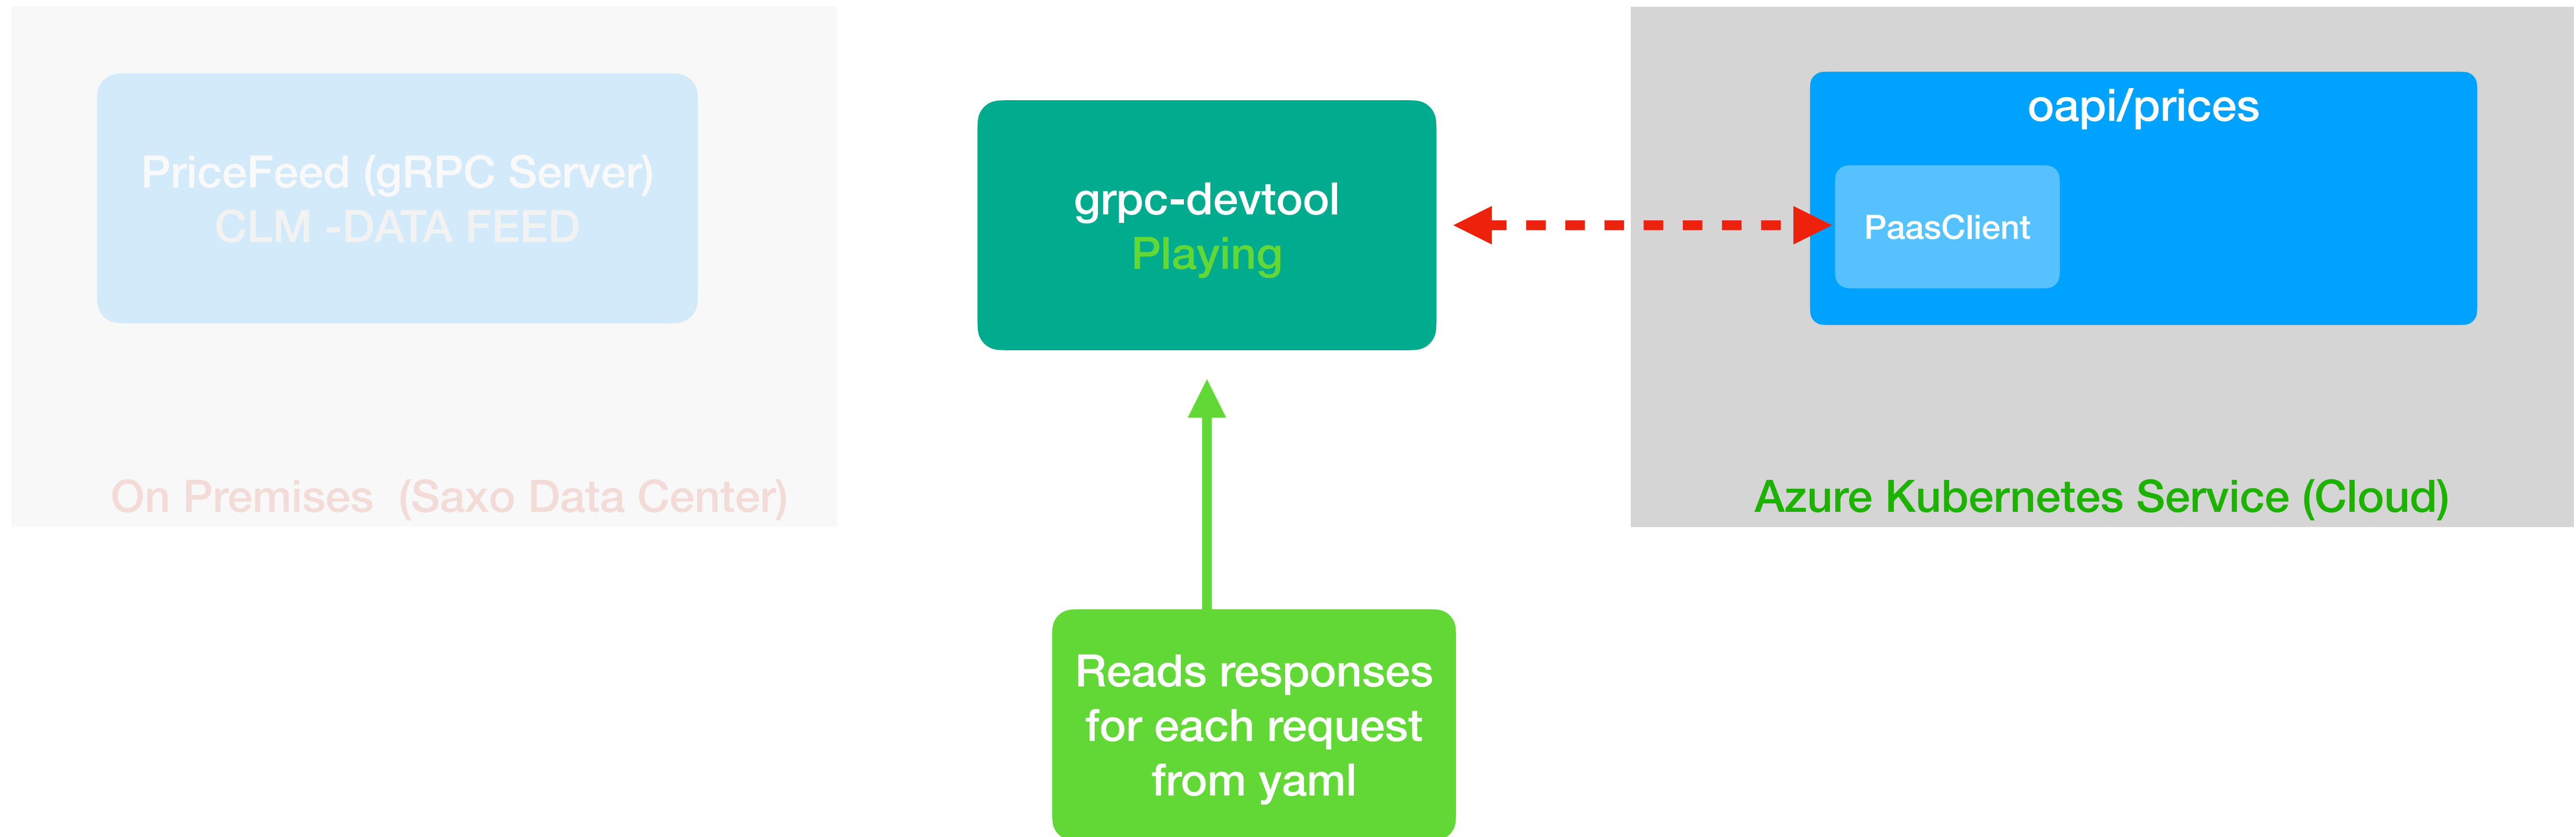 PriceFeed (gRPC Server)
CLM -DATA FEED
On Premises (Saxo Data Center)
grpc-devtool
Playing
Reads responses
for each request
from yaml
oapi/prices
PaasClient
Azure Kubernetes Service (Cloud)